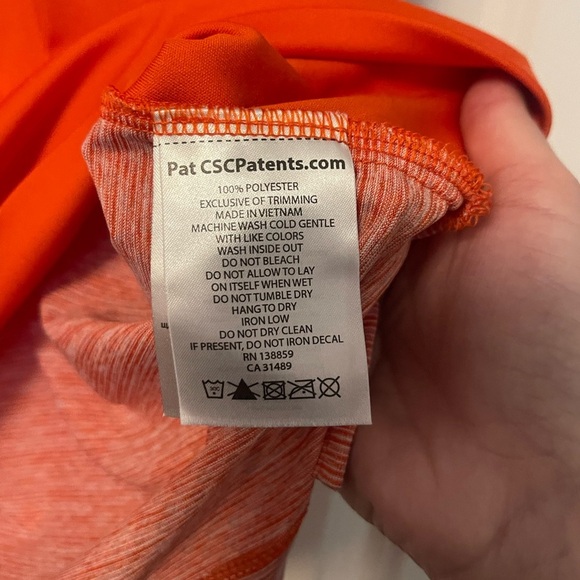 Pat CSCPatents.com
100% POLYESTER
EXCLUSIVE OF TRIMMING
MADE IN VIETNAM
MACHINE WASH COLD GENTLE
WITH LIKE COLORS
WASH INSIDE OUT
DO NOT BLEACH
DO NOT ALLOW TO LAY
ON ITSELF WHEN WET
DO NOT TUMBLE DRY
HANG TO DRY
IRON LOW
DO NOT DRY CLEAN
IF PRESENT, DO NOT IRON DECAL
RN 138859
CA 31489
30C